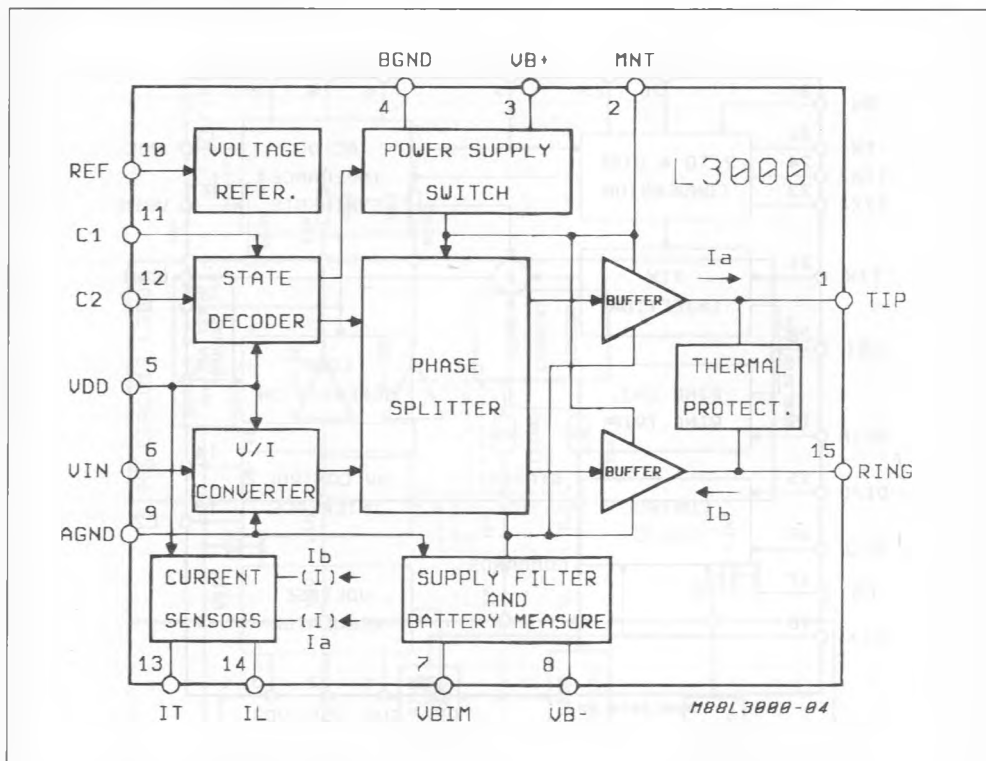 BGND VB+ MNT
4 3 2
10
REF
VOLTAGE
REFER.
POWER SUPPLY
SWITCH
L3000
11
C1
12
C2
STATE
DECODER
PHASE
SPLITTER
BUFFER
Ia
1
TIP
5
VDD
THERMAL
PROTECT.
6
VIN
V/I
CONVERTER
BUFFER
15
RING
Ib
9
AGND
CURRENT
SENSORS
Ib
(I)
(I)
Ia
SUPPLY FILTER
AND
BATTERY MEASURE
13 14 7 8
IT IL VBIM VB-
M88L3000-04